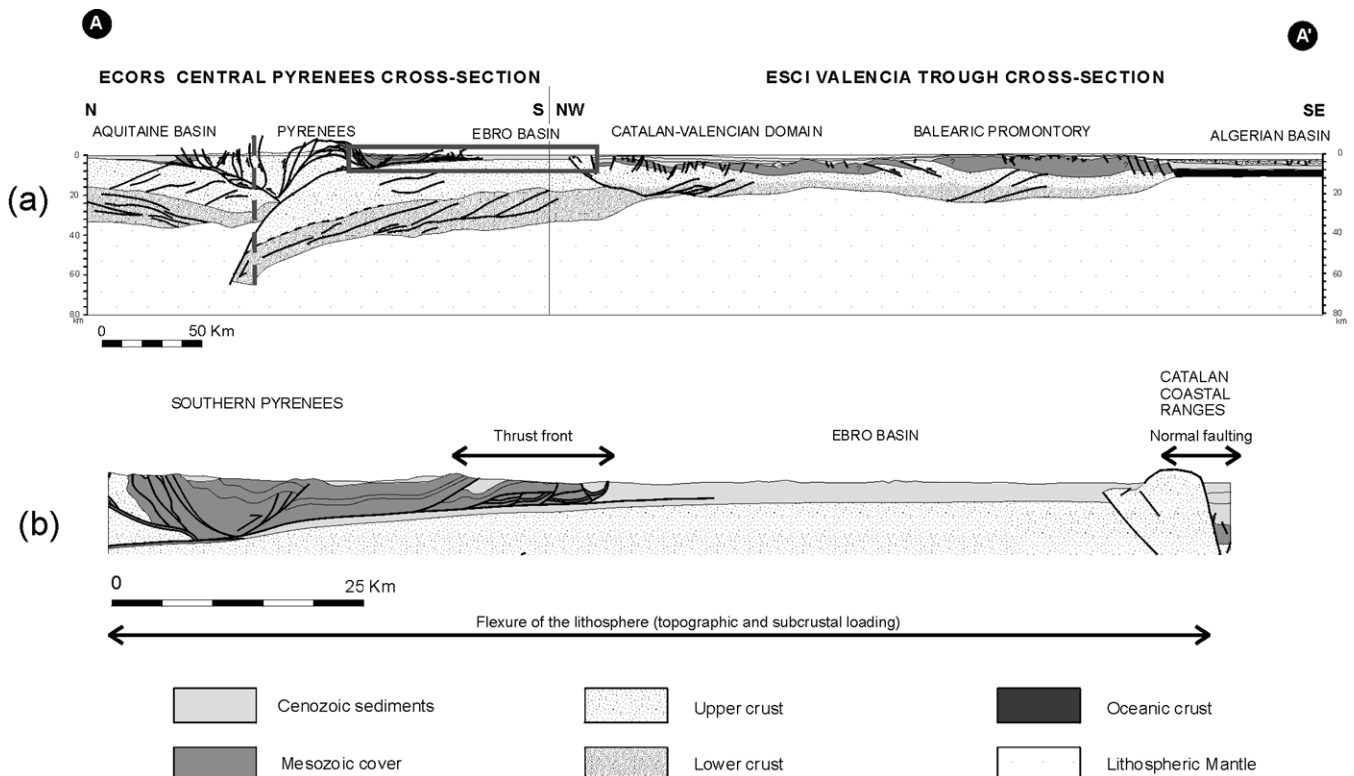 A
A'
ECORS CENTRAL PYRENEES CROSS-SECTION
ESCI VALENCIA TROUGH CROSS-SECTION
N
S
NW
SE
AQUITAINE BASIN
PYRENEES
EBRO BASIN
CATALAN-VALENCIAN DOMAIN
BALEARIC PROMONTORY
ALGERIAN BASIN
(a)
0
20
40
60
80
km
0
20
40
60
80
km
0
50 Km
SOUTHERN PYRENEES
Thrust front
EBRO BASIN
CATALAN
COASTAL
RANGES
Normal faulting
(b)
0
25 Km
Flexure of the lithosphere (topographic and subcrustal loading)
Cenozoic sediments
Upper crust
Oceanic crust
Mesozoic cover
Lower crust
Lithospheric Mantle